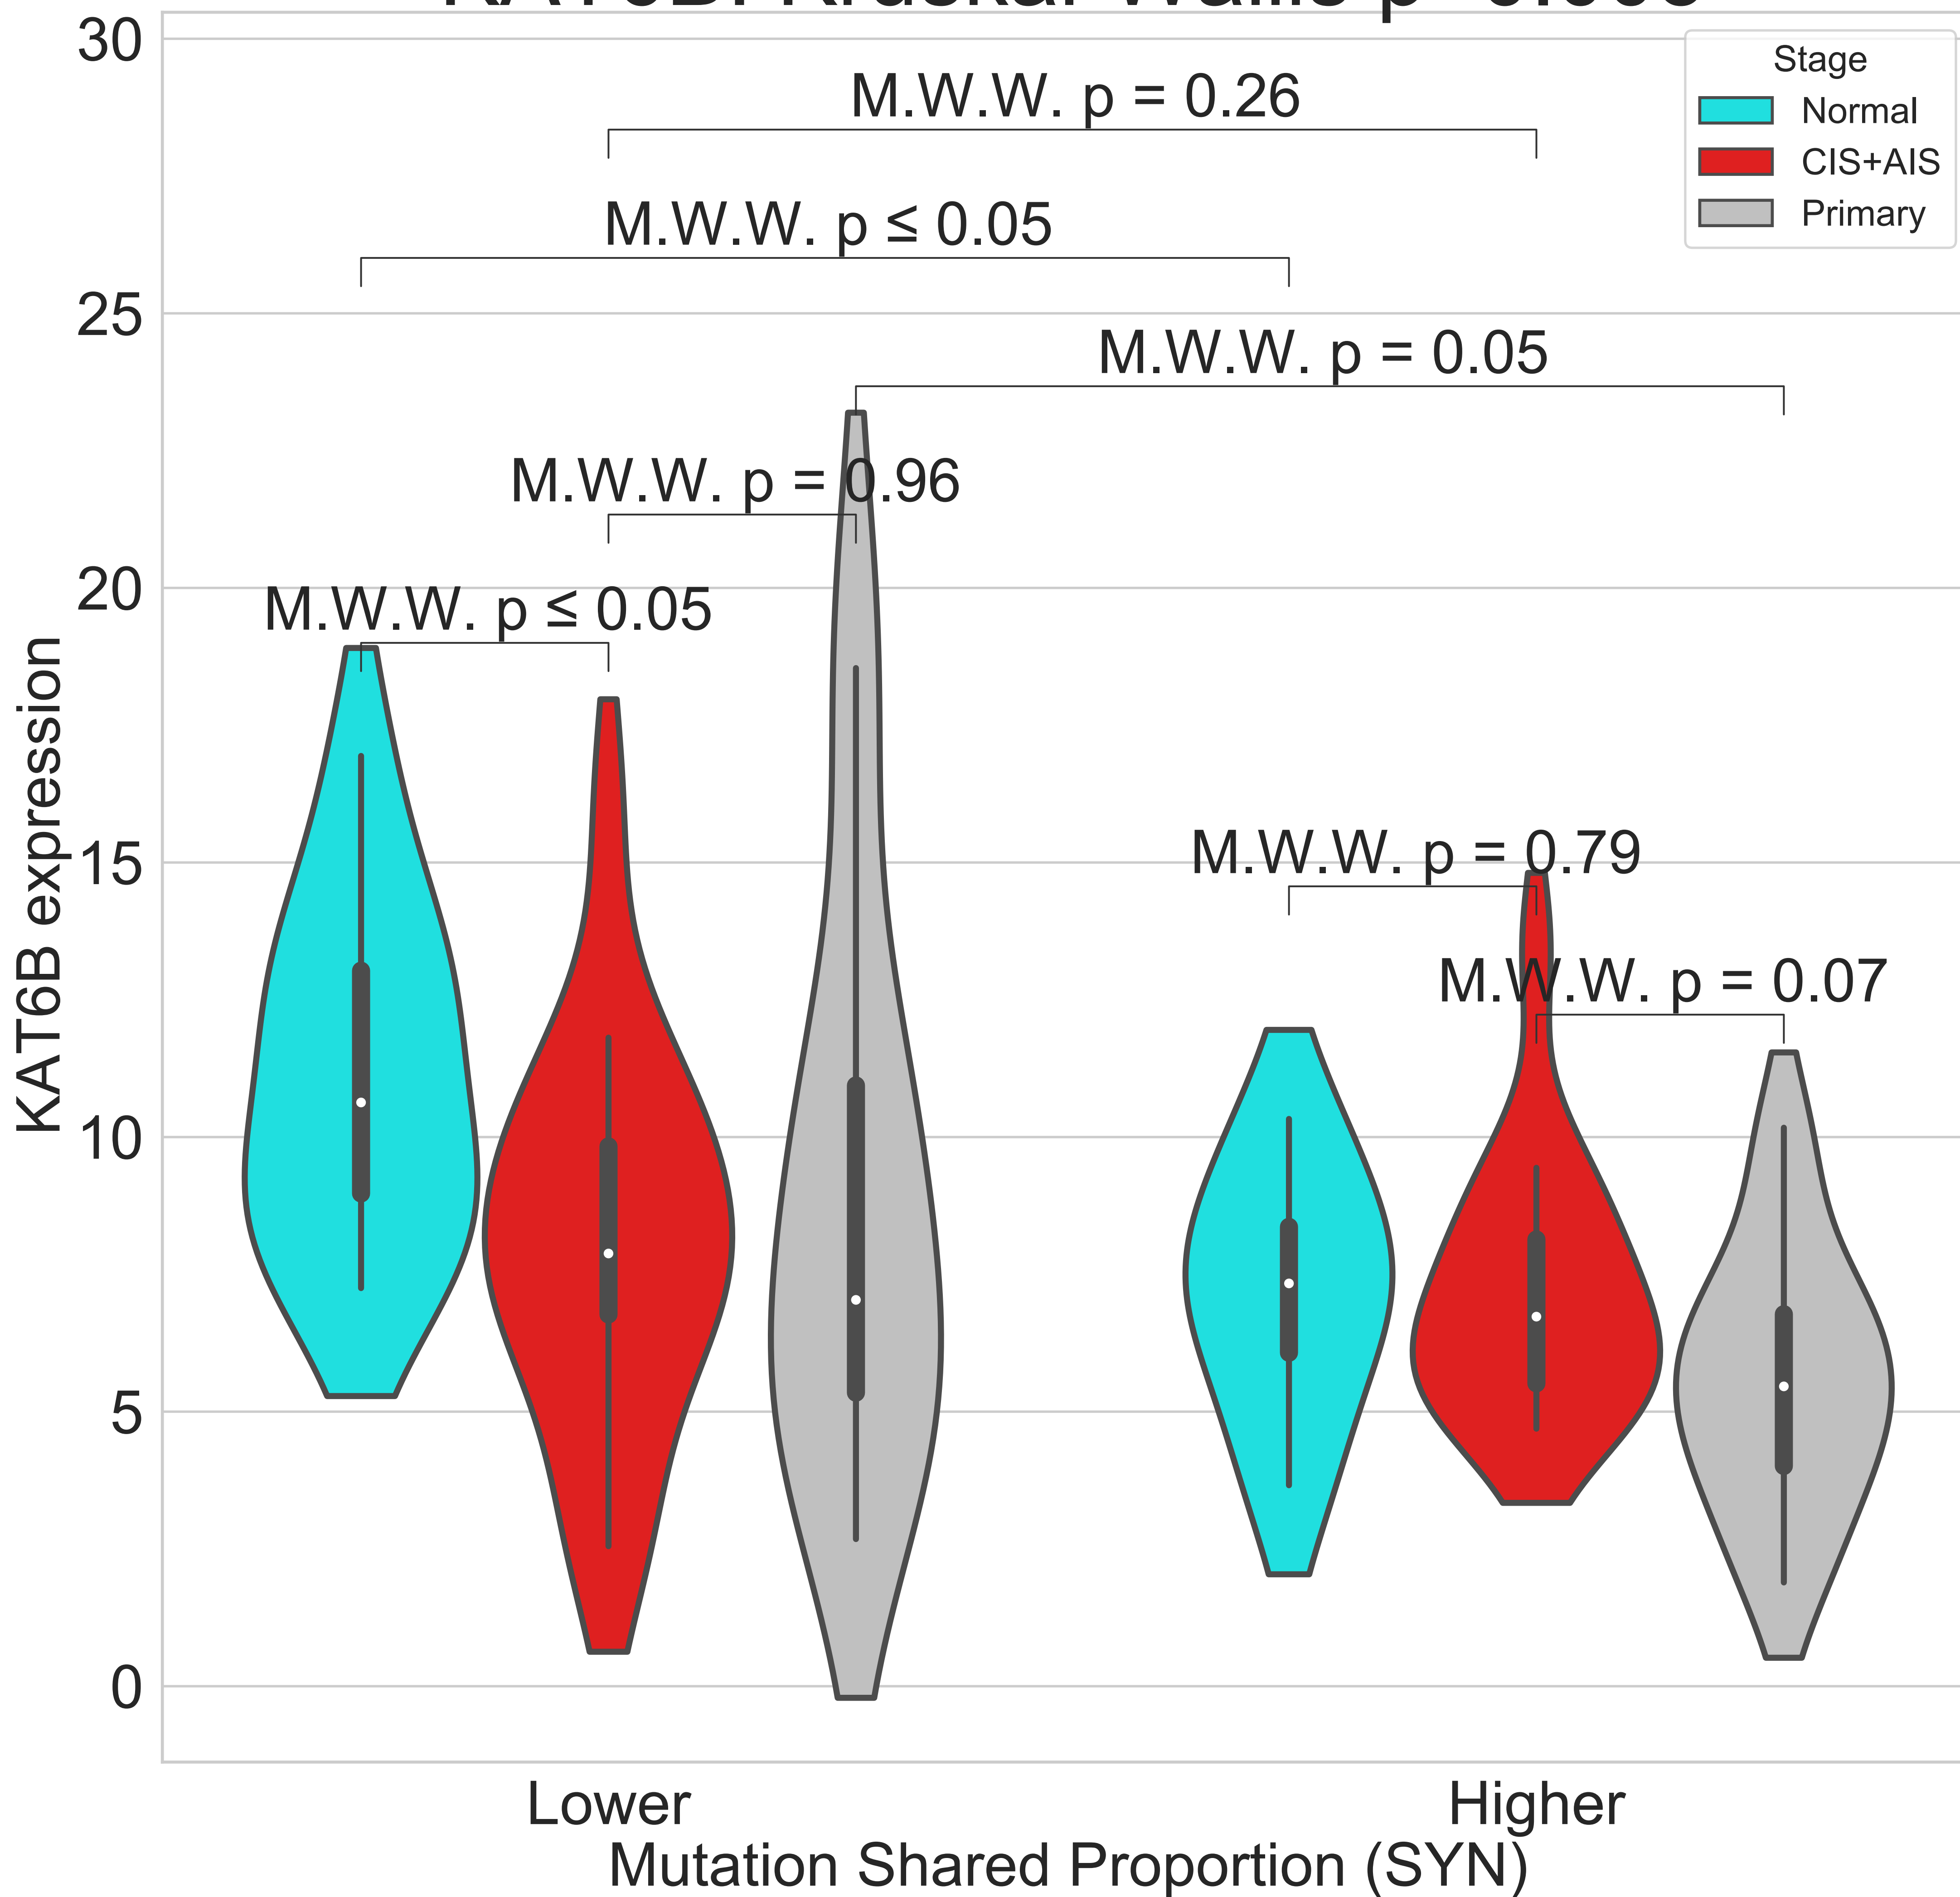 30
Stage
Normal
CIS+AIS
Primary
M.W.W. p = 0.26
M.W.W. p ≤ 0.05
25
M.W.W. p = 0.05
M.W.W. p = 0.96
20
M.W.W. p ≤ 0.05
15
M.W.W. p = 0.79
M.W.W. p = 0.07
10
5
0
KAT6B expression
Lower
Higher
Mutation Shared Proportion (SYN)